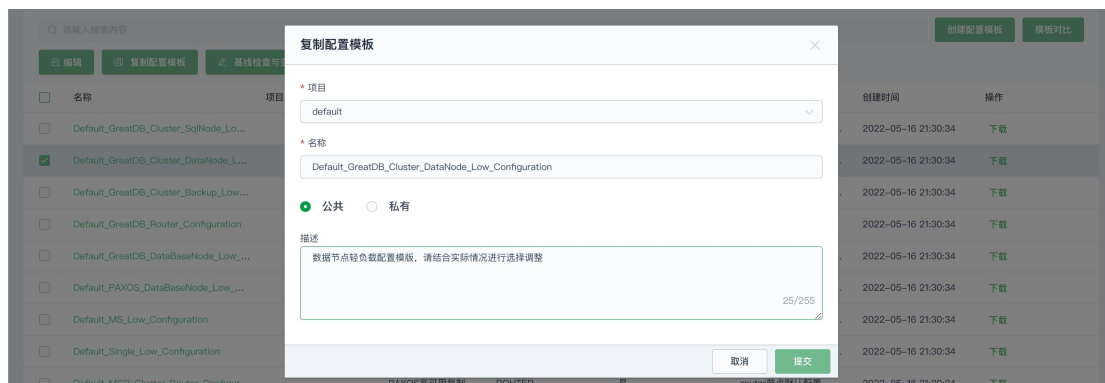 请输入搜索内容
创建配置模板 模板对比
编辑 复制配置模板 基线检查与
名称 项目 创建时间 操作
Default_GreatDB_Cluster_SqlNode_Lo... 2022-05-16 21:30:34 下载
Default_GreatDB_Cluster_DataNode_L... 2022-05-16 21:30:34 下载
Default_GreatDB_Cluster_Backup_Low... 2022-05-16 21:30:34 下载
Default_GreatDB_Router_Configuration 2022-05-16 21:30:34 下载
Default_GreatDB_DataBaseNode_Low_... 2022-05-16 21:30:34 下载
Default_PAXOS_DataBaseNode_Low_... 2022-05-16 21:30:34 下载
Default_MS_Low_Configuration 2022-05-16 21:30:34 下载
Default_Single_Low_Configuration 2022-05-16 21:30:34 下载
复制配置模板
* 项目
default
* 名称
Default_GreatDB_Cluster_DataNode_Low_Configuration
公共 私有
描述
数据节点轻负载配置模版，请结合实际情况进行选择调整
25/255
取消 提交